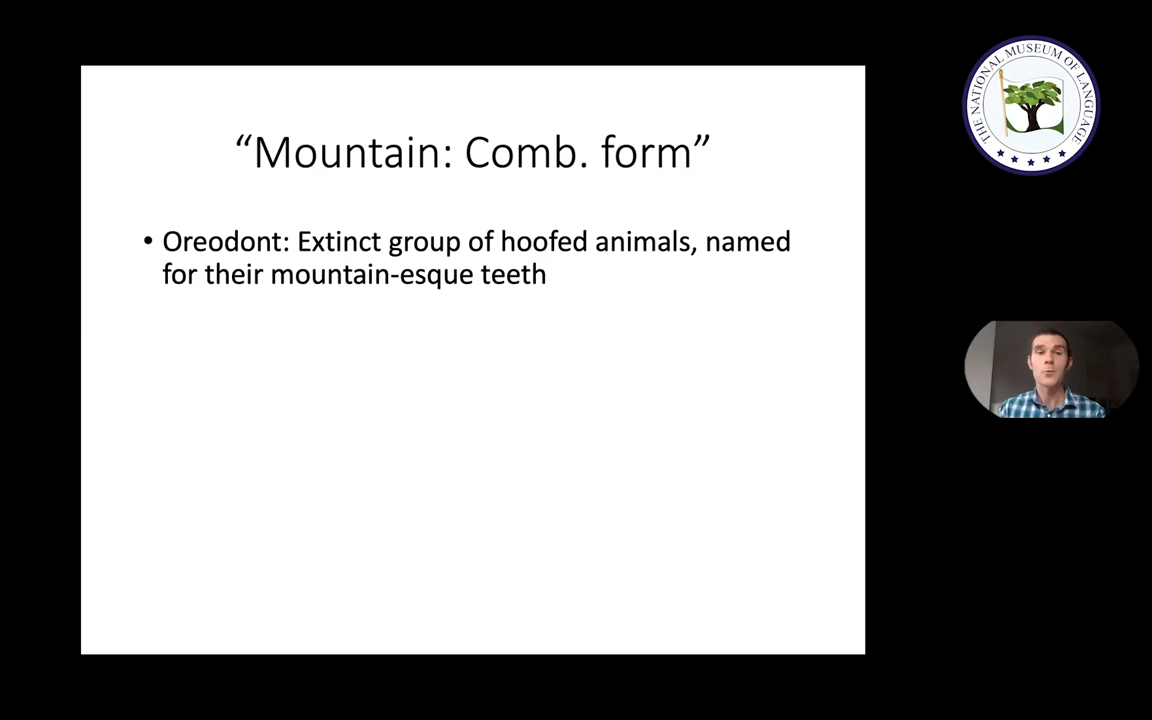 “Mountain: Comb. form”
• Oreodont: Extinct group of hoofed animals, named
for their mountain-esque teeth
THE NATIONAL MUSEUM OF LANGUAGE